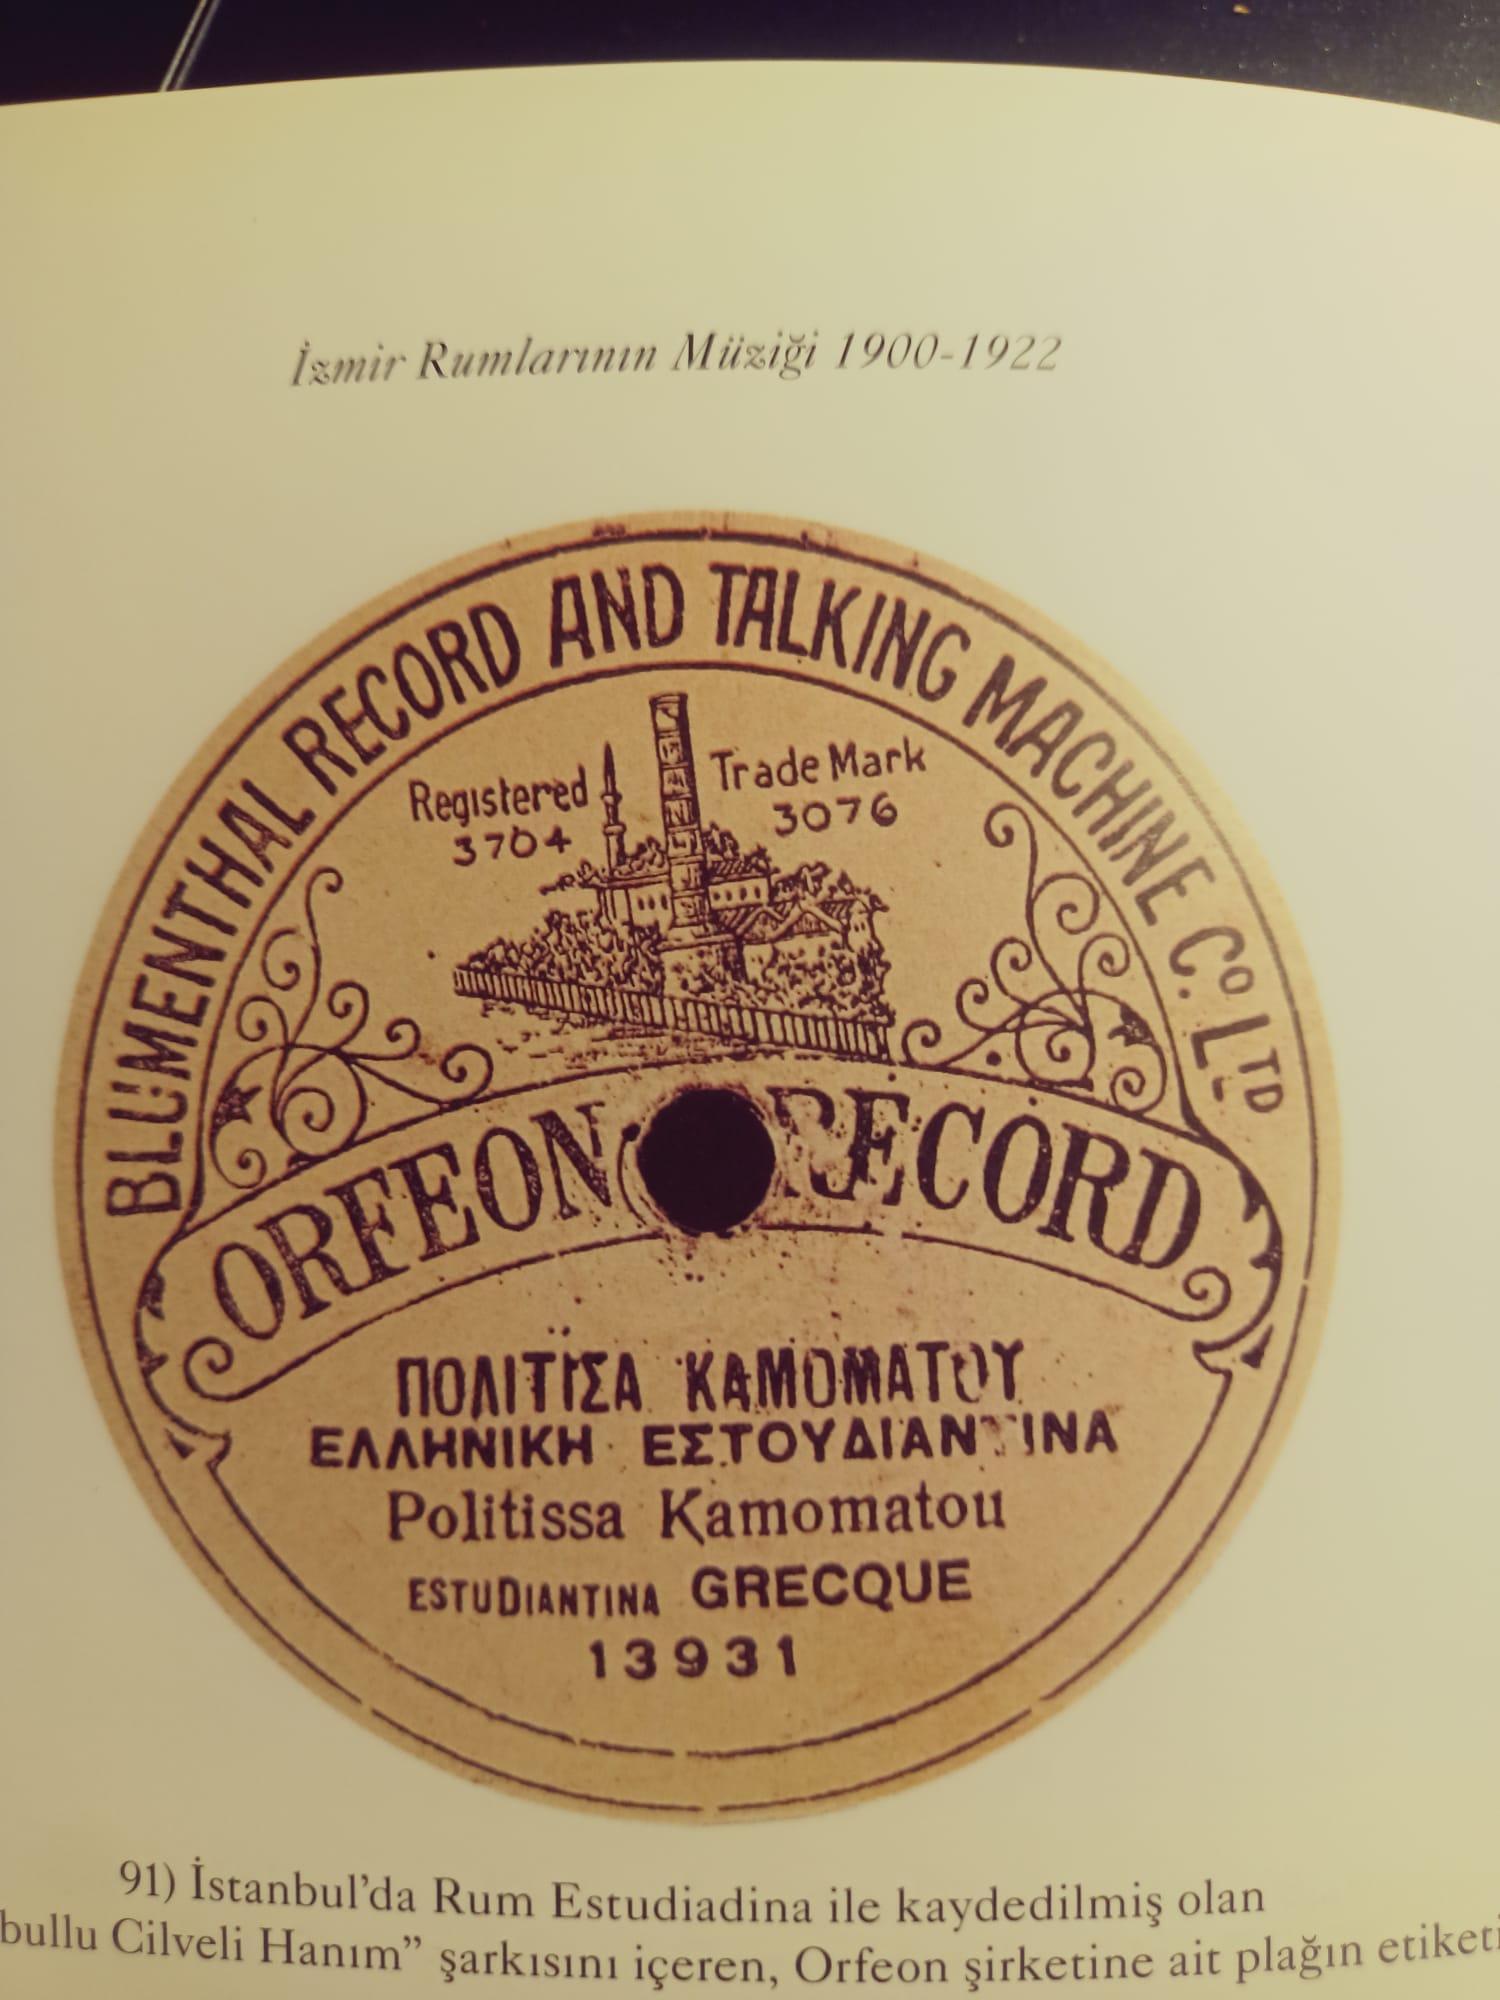 İzmir Rumlarının Müziği 1900-1922
BLUMENTHAL RECORD AND TALKING MACHINE Cº. LTD
Registered
3704
Trade Mark
3076
ORFEON RECORD
ΠΟΛΙΤΙΣΑ ΚΑΜΟΜΑΤΟΥ
ΕΛΛΗΝΙΚΗ ΕΣΤΟΥΔΙΑΝΤΙΝΑ
Politissa Kamomatou
ESTUDIANTINA GRECQUE
13931
91) İstanbul'da Rum Estudiadina ile kaydedilmiş olan
bullu Cilveli Hanım” şarkısını içeren, Orfeon şirketine ait plağın etiketi